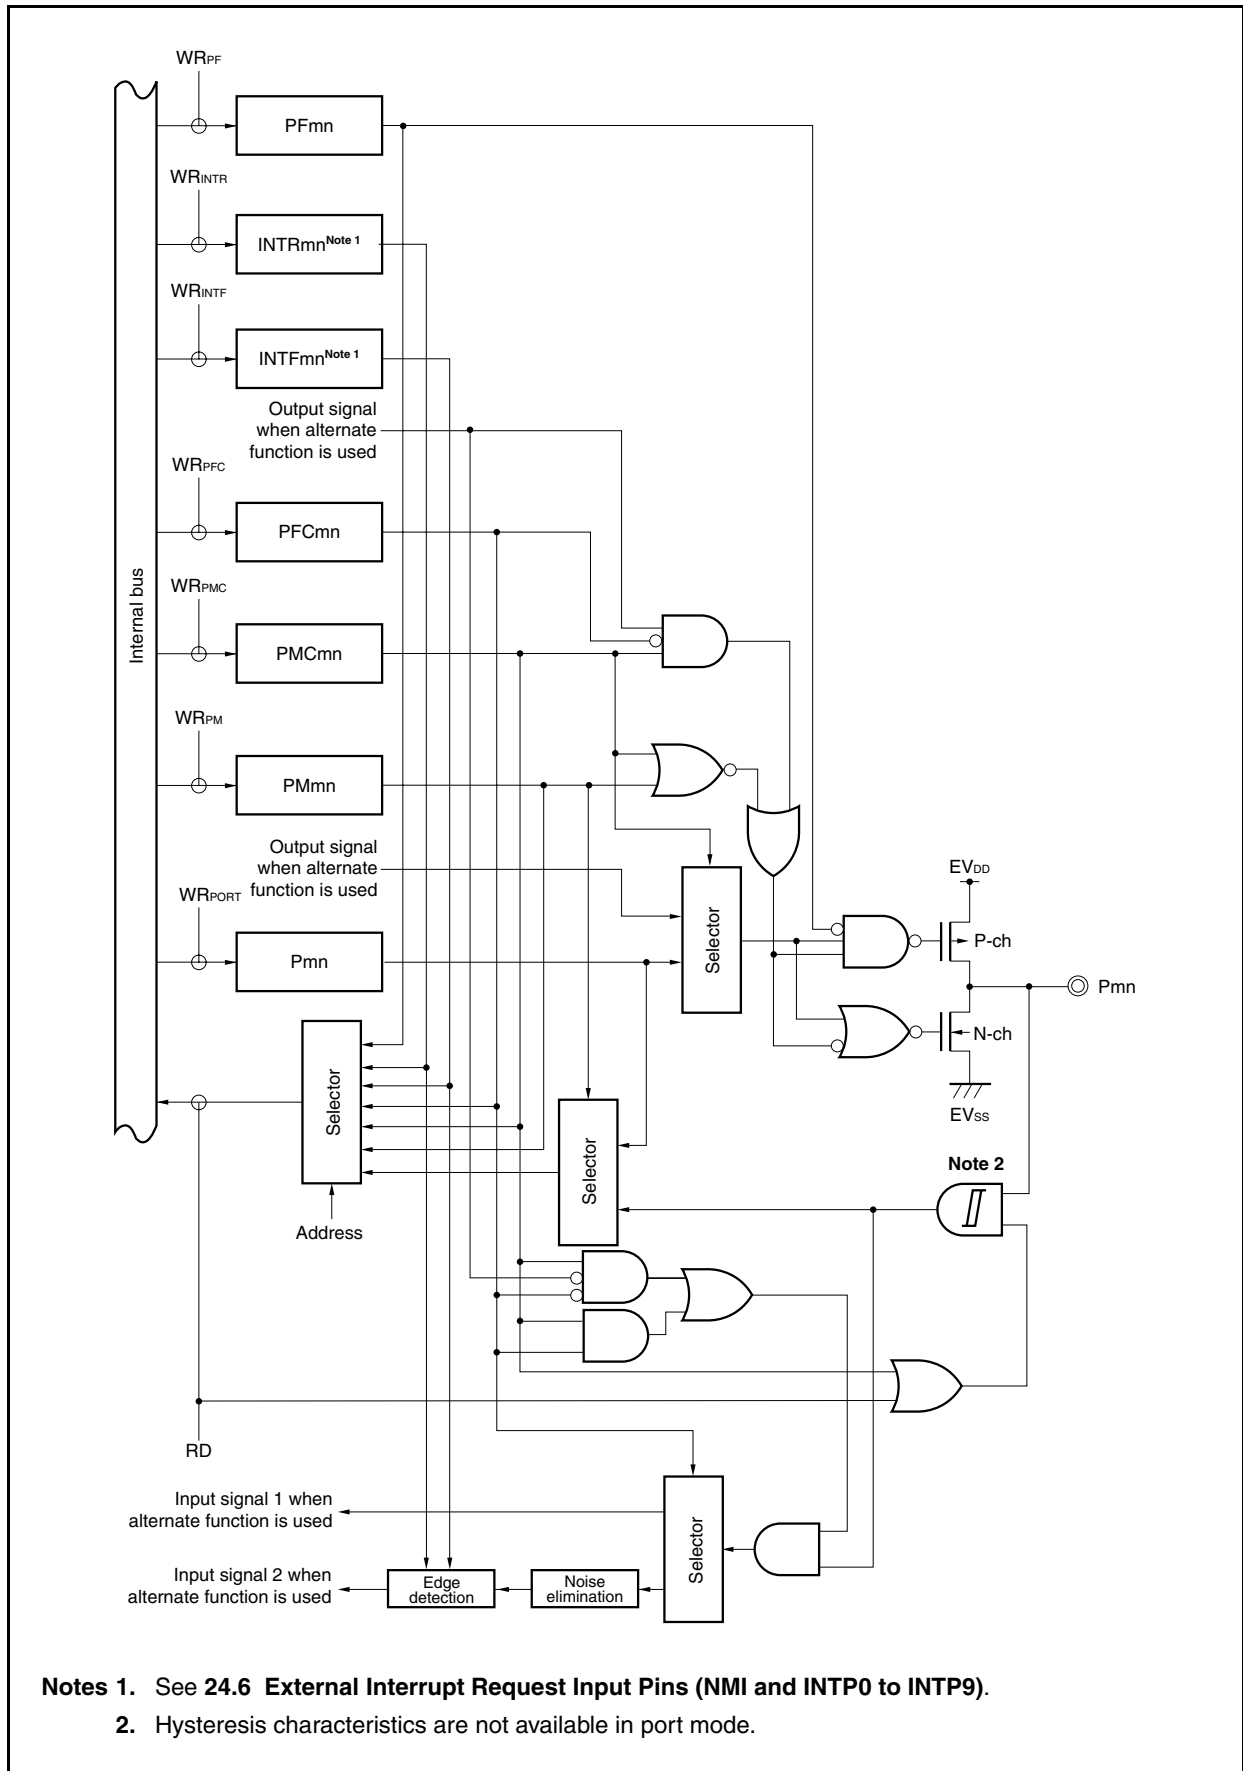 WRPF
PFmn
WRINTR
INTRmnNote 1
WRINTF
INTFmnNote 1
Output signal
when alternate
function is used
WRPFC
PFCmn
Internal bus
WRPMC
PMCmn
WRPM
PMmn
Output signal
when alternate
function is used
WRPORT
Pmn
Selector
EVDD
P-ch
Pmn
N-ch
EVSS
Selector
Selector
Note 2
Address
RD
Input signal 1 when
alternate function is used
Selector
Input signal 2 when
alternate function is used
Edge
detection
Noise
elimination
Notes 1. See 24.6 External Interrupt Request Input Pins (NMI and INTP0 to INTP9).
2. Hysteresis characteristics are not available in port mode.